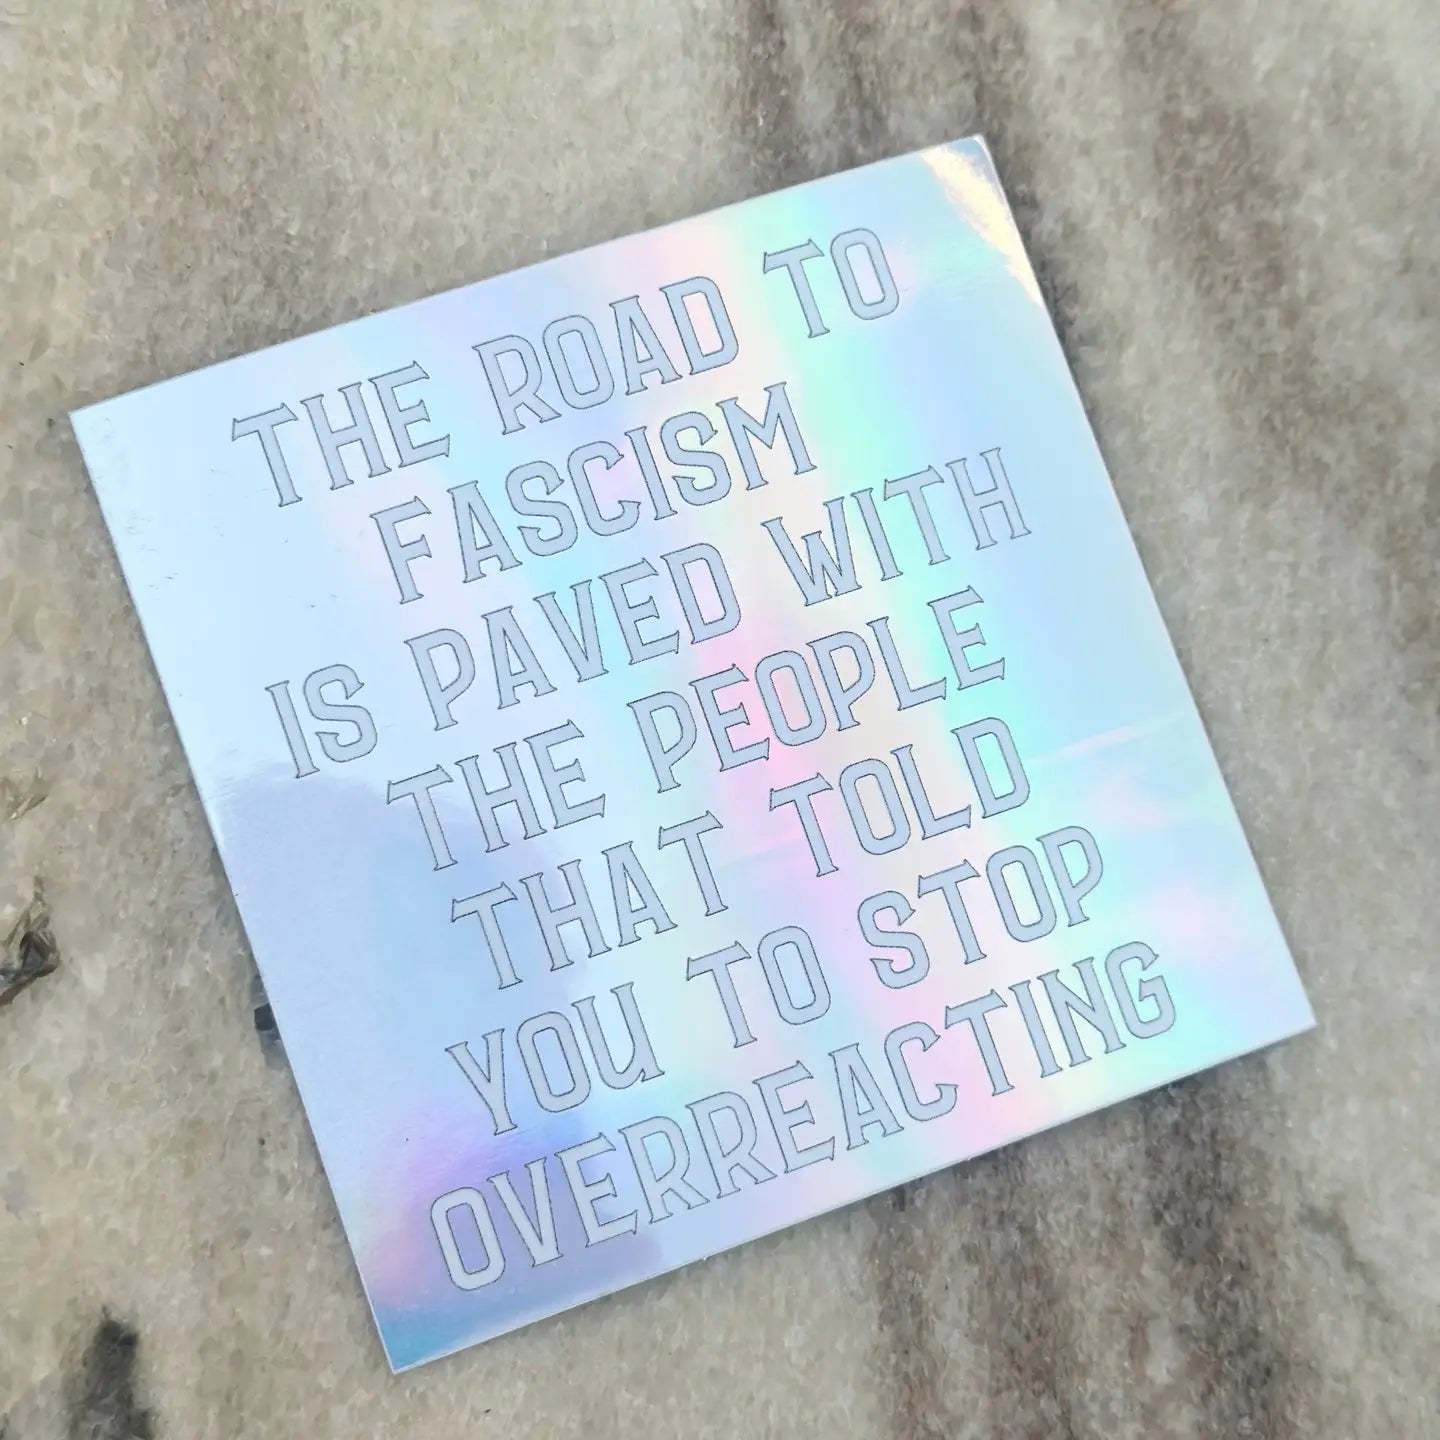 THE ROAD TO
FASCISM
IS PAVED WITH
THE PEOPLE
THAT TOLD
YOU TO STOP
OVERREACTING